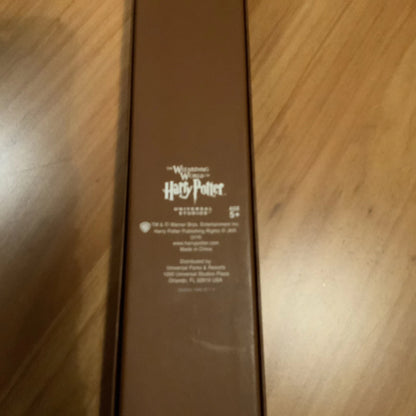 THE WIZARDING
WORLD OF
Harry Potter
UNIVERSAL
STUDIOS
AGE
5+
TM & © Warner Bros. Entertainment Inc.
Harry Potter Publishing Rights © JKR.
www.harrypotter.com
Made in China
Distributed by
Universal Parks & Resorts
1000 Universal Studios Plaza
Orlando, FL 32819 USA